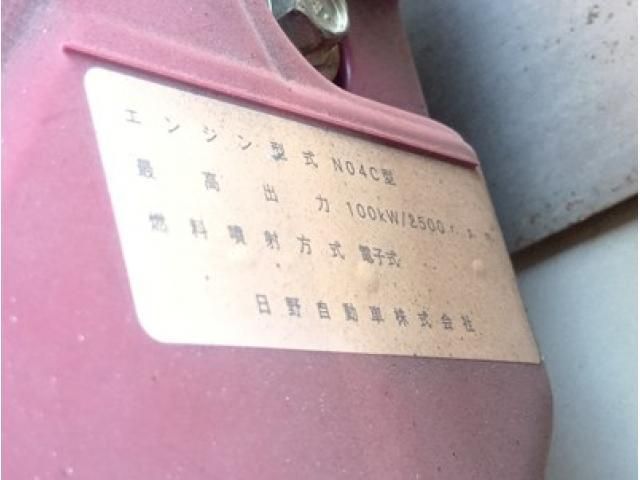 エンジン型式 N04C型
最高出力 100kW/2500r.p.m.
燃料噴射方式 電子式
日野自動車株式会社